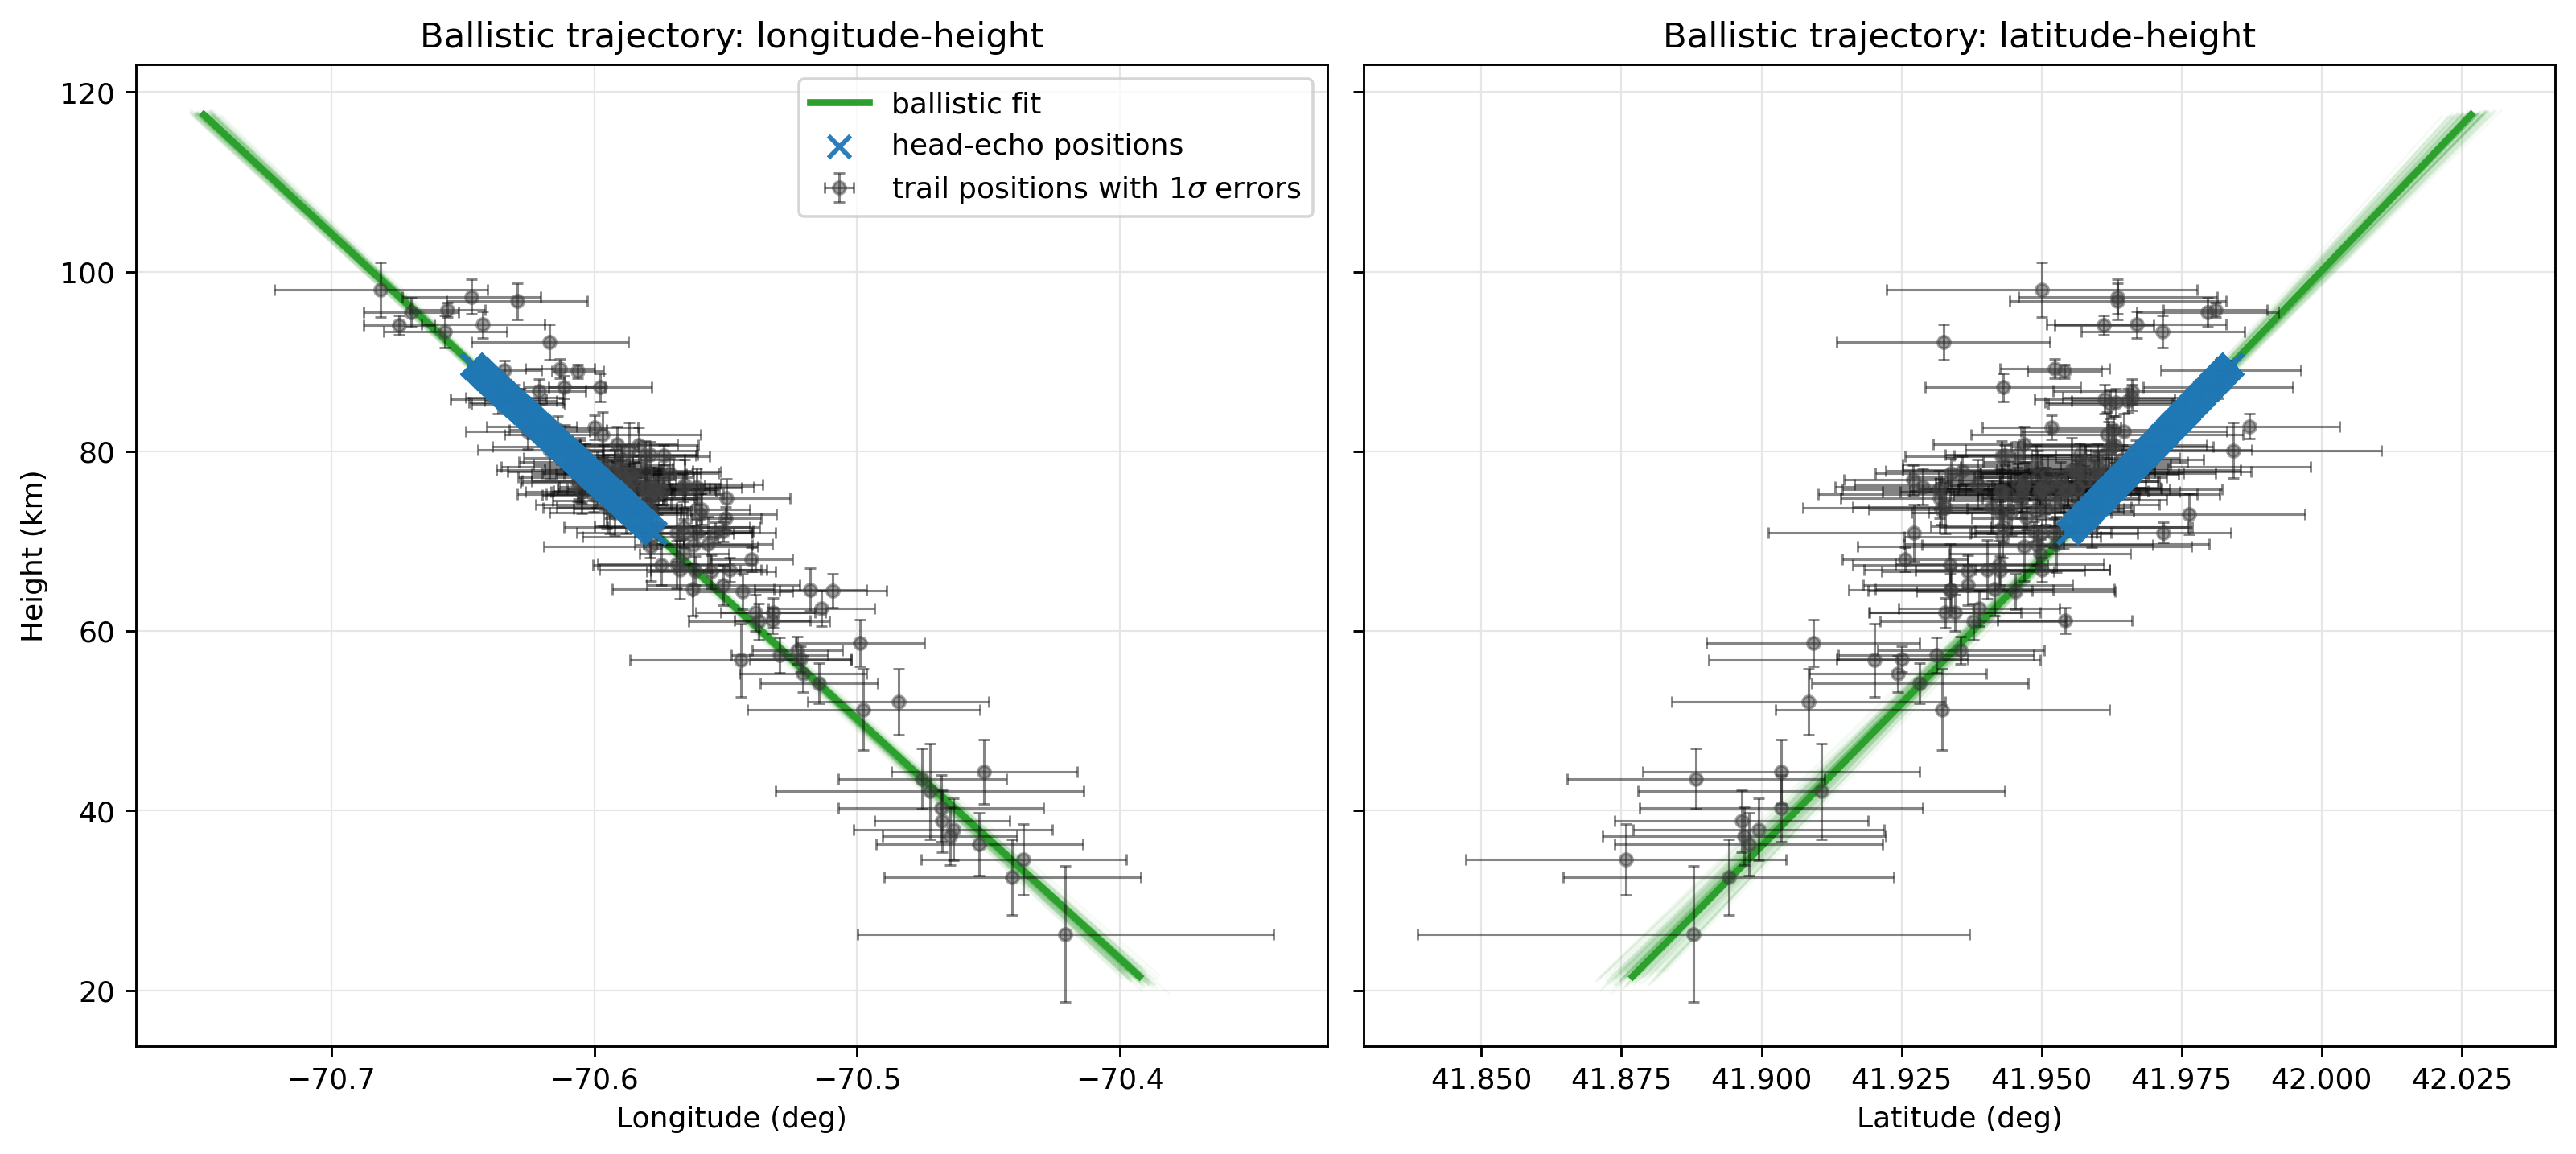 Ballistic trajectory: longitude-height
Ballistic trajectory: latitude-height
ballistic fit
head-echo positions
trail positions with 1σ errors
Height (km)
120
100
80
60
40
20
−70.7 −70.6 −70.5 −70.4
41.850 41.875 41.900 41.925 41.950 41.975 42.000 42.025
Longitude (deg)
Latitude (deg)